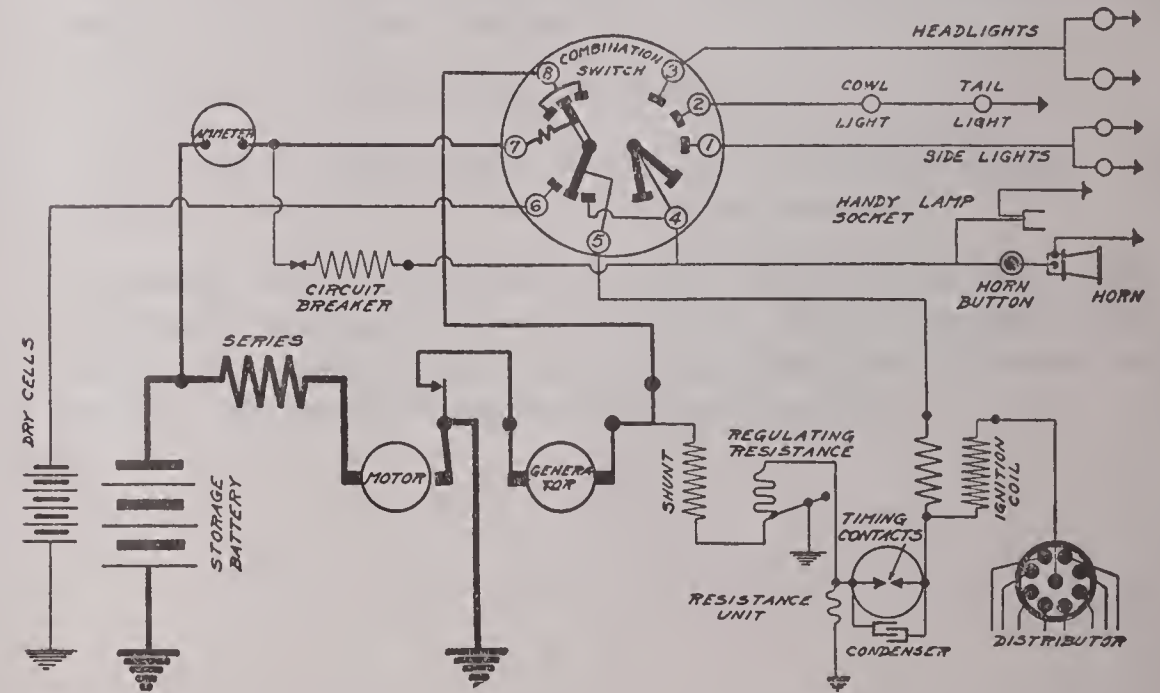 HEADLIGHTS
COMBINATION
SWITCH
8
3
2
1
7
6
5
4
COWL
LIGHT
TAIL
LIGHT
SIDE LIGHTS
AMMETER
HANDY LAMP
SOCKET
HORN
BUTTON
HORN
CIRCUIT
BREAKER
SERIES
DRY CELLS
STORAGE
BATTERY
MOTOR
GENERA
TOR
SHUNT
REGULATING
RESISTANCE
IGNITION
COIL
TIMING
CONTACTS
RESISTANCE
UNIT
CONDENSER
DISTRIBUTOR